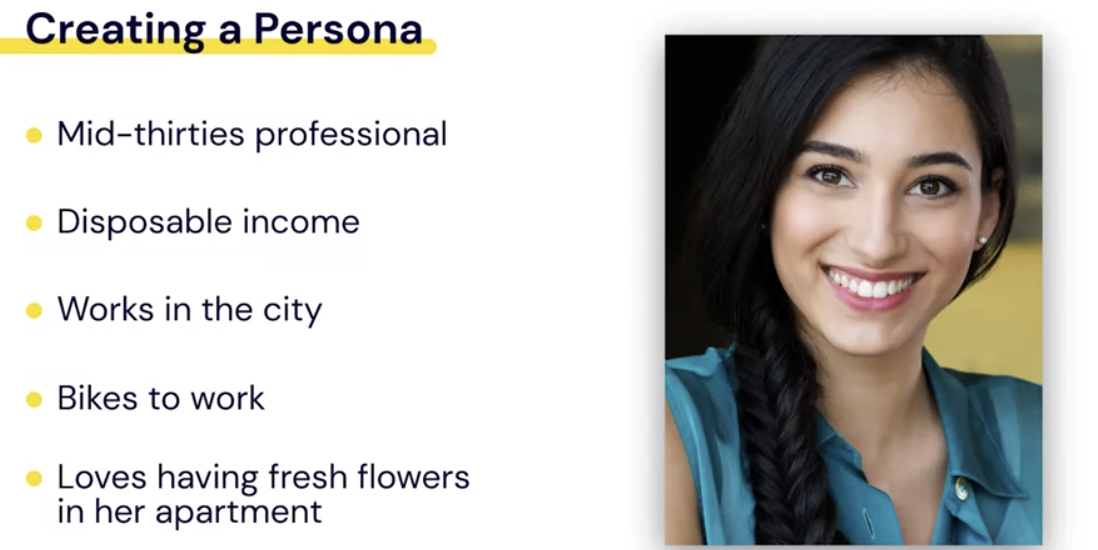 Creating a Persona
Mid-thirties professional
Disposable income
Works in the city
Bikes to work
Loves having fresh flowers
in her apartment